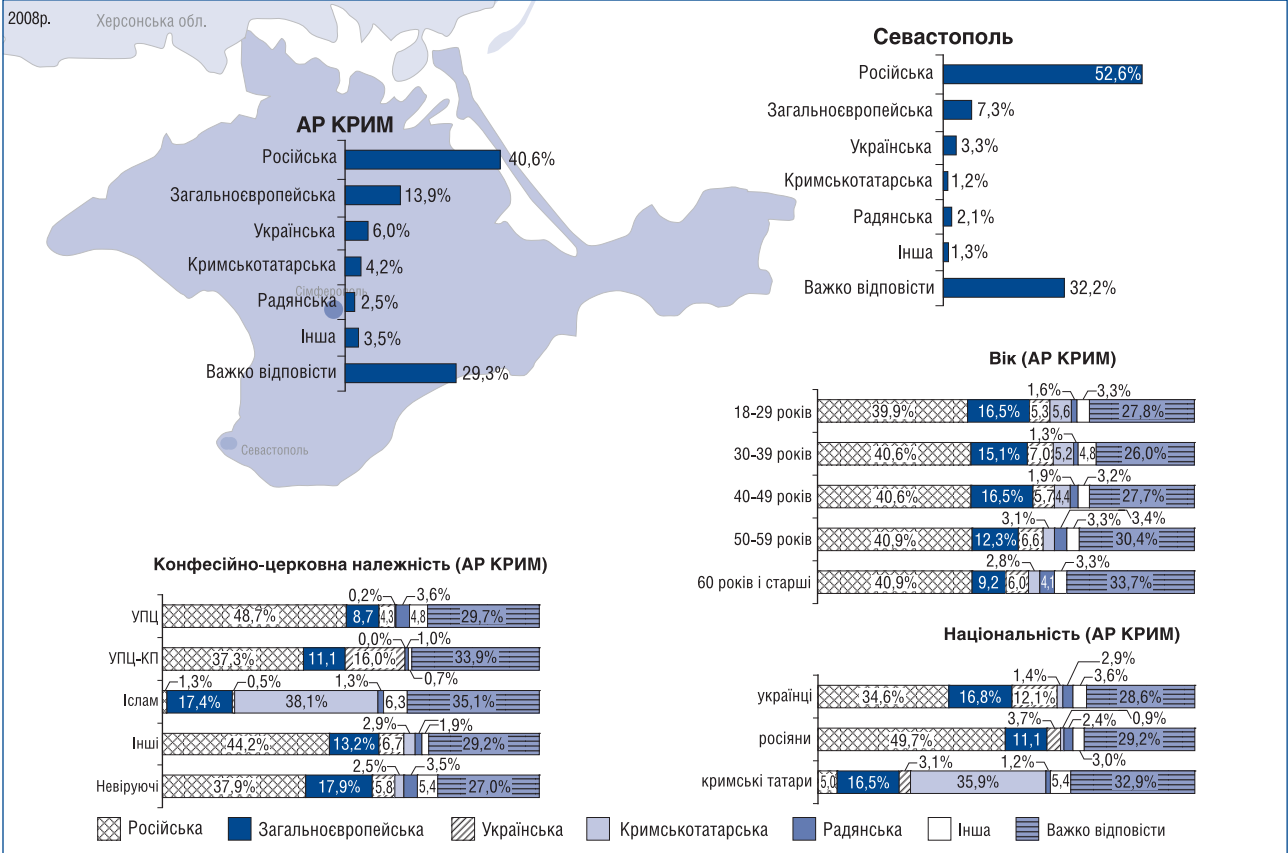 2008р.
Херсонська обл.
АР КРИМ
Російська 40,6%
Загальноєвропейська 13,9%
Українська 6,0%
Кримськотатарська 4,2%
Сімферополь
Радянська 2,5%
Інша 3,5%
Важко відповісти 29,3%
Севастополь
Севастополь
Російська 52,6%
Загальноєвропейська 7,3%
Українська 3,3%
Кримськотатарська 1,2%
Радянська 2,1%
Інша 1,3%
Важко відповісти 32,2%
Вік (АР КРИМ)
1,6% 3,3%
18-29 років 39,9% 16,5% 5,3 5,6 27,8%
1,3%
30-39 років 40,6% 15,1% 7,0 5,2 4,8 26,0%
1,9% 3,2%
40-49 років 40,6% 16,5% 5,7 4,4 27,7%
3,1% 3,3% 3,4%
50-59 років 40,9% 12,3% 6,6 30,4%
2,8% 3,3%
60 років і старші 40,9% 9,2 6,0 4,1 33,7%
Конфесійно-церковна належність (АР КРИМ)
0,2% 3,6%
УПЦ 48,7% 8,7 4,3 4,8 29,7%
0,0% 1,0%
УПЦ-КП 37,3% 11,1 16,0% 33,9%
0,7%
1,3% 0,5% 1,3%
Іслам 17,4% 38,1% 6,3 35,1%
2,9% 1,9%
Інші 44,2% 13,2% 6,7 29,2%
2,5% 3,5%
Невіруючі 37,9% 17,9% 5,8 5,4 27,0%
Національність (АР КРИМ)
1,4% 2,9%
3,6%
українці 34,6% 16,8% 12,1% 28,6%
3,7% 2,4% 0,9%
росіяни 49,7% 11,1 29,2%
3,0%
3,1% 1,2%
кримські татари 5,0 16,5% 35,9% 5,4 32,9%
Російська Загальноєвропейська Українська Кримськотатарська Радянська Інша Важко відповісти